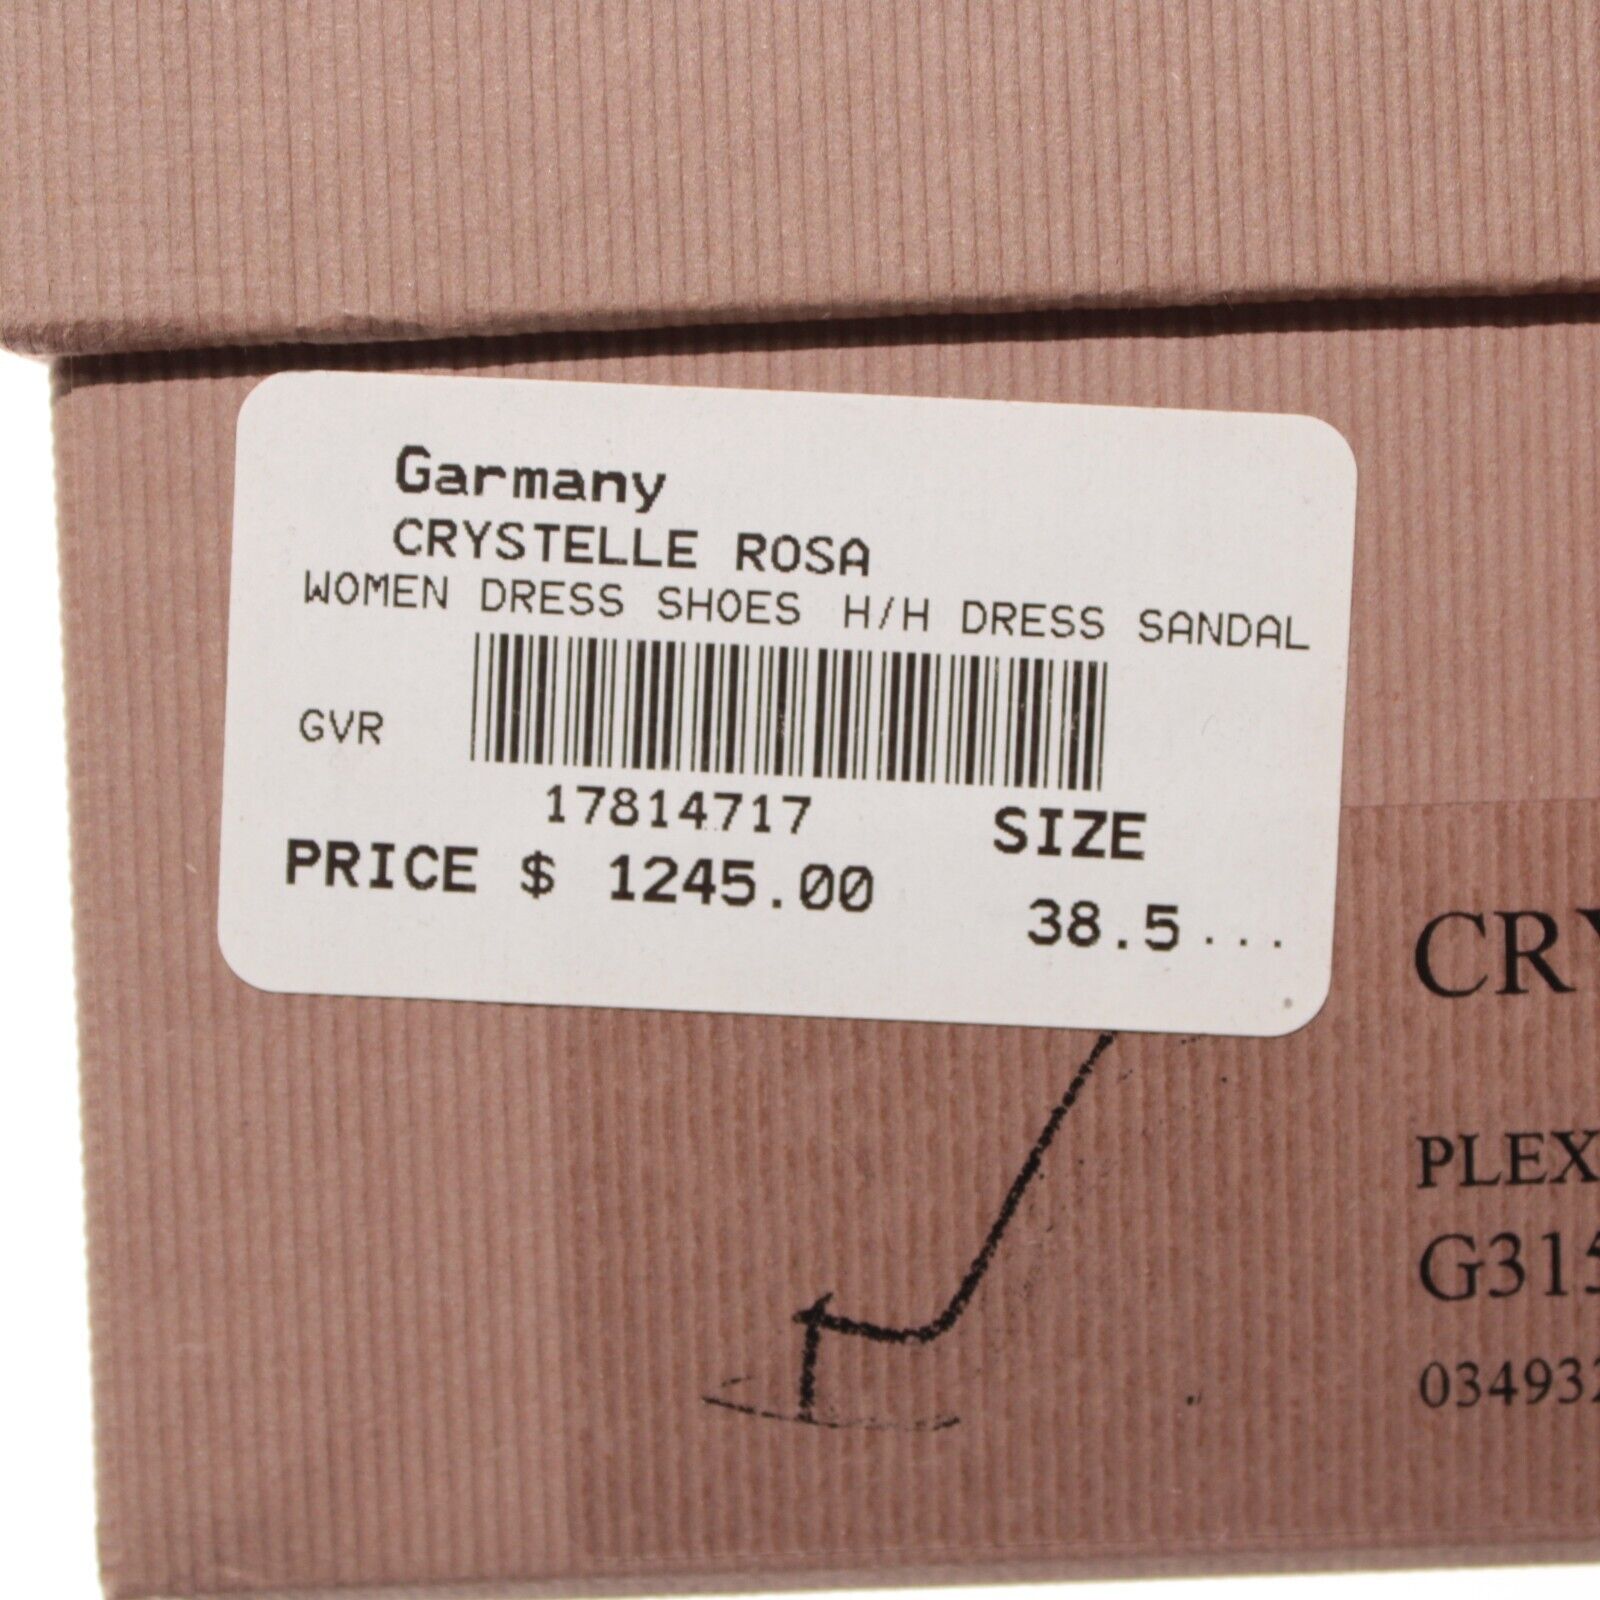 Garmany
CRYSTELLE ROSA
WOMEN DRESS SHOES H/H DRESS SANDAL
GVR
17814717
SIZE
PRICE $ 1245.00
38.5...
CRY
PLEX
G315
034932